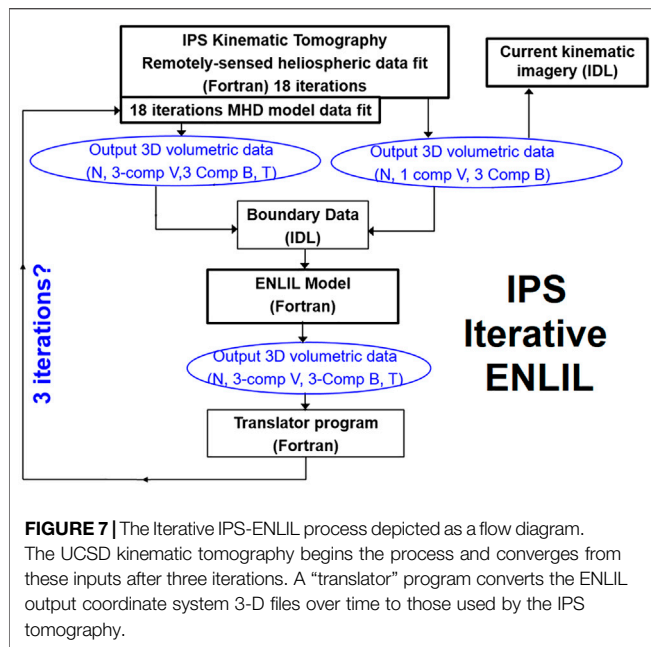 IPS Kinematic Tomography
Remotely-sensed heliospheric data fit
(Fortran) 18 iterations
18 iterations MHD model data fit
Current kinematic
imagery (IDL)
Output 3D volumetric data
(N, 3-comp V,3 Comp B, T)
Output 3D volumetric data
(N, 1 comp V, 3 Comp B)
Boundary Data
(IDL)
ENLIL Model
(Fortran)
3 iterations?
IPS
Iterative
ENLIL
Output 3D volumetric data
(N, 3-comp V, 3-Comp B, T)
Translator program
(Fortran)
FIGURE 7 | The Iterative IPS-ENLIL process depicted as a flow diagram.
The UCSD kinematic tomography begins the process and converges from
these inputs after three iterations. A “translator” program converts the ENLIL
output coordinate system 3-D files over time to those used by the IPS
tomography.